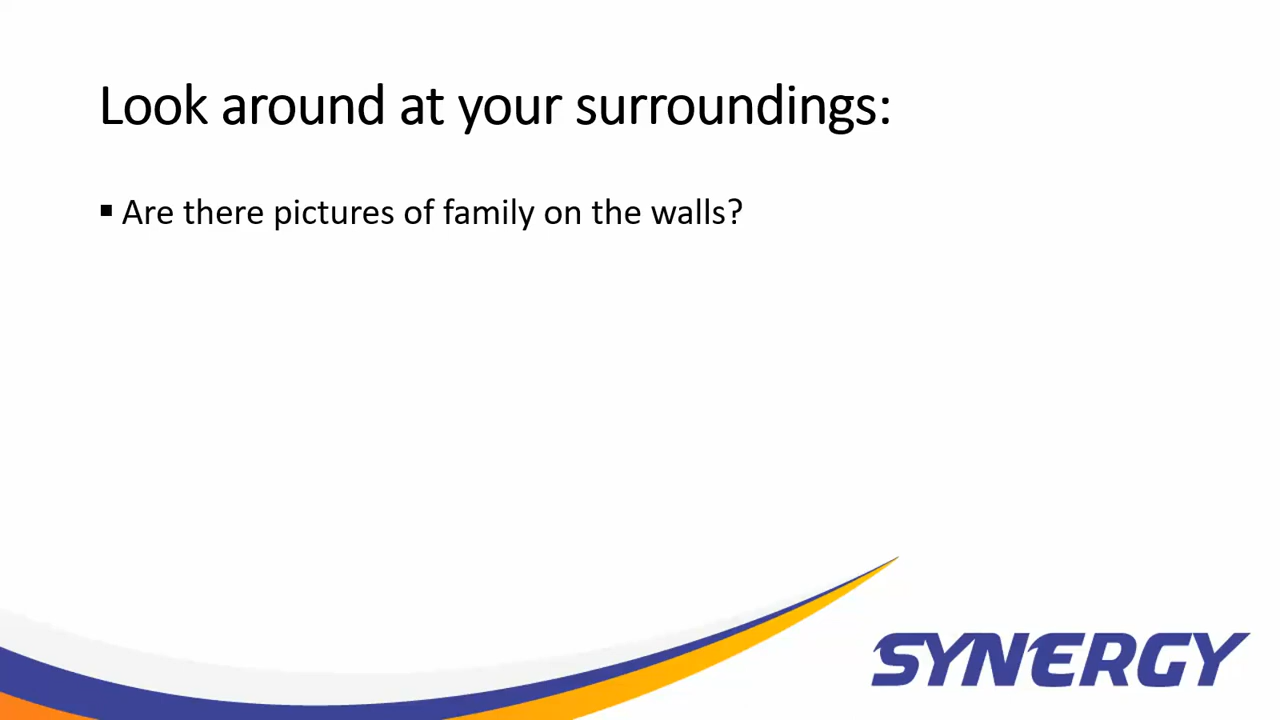 Look around at your surroundings:
▪ Are there pictures of family on the walls?
SYNERGY